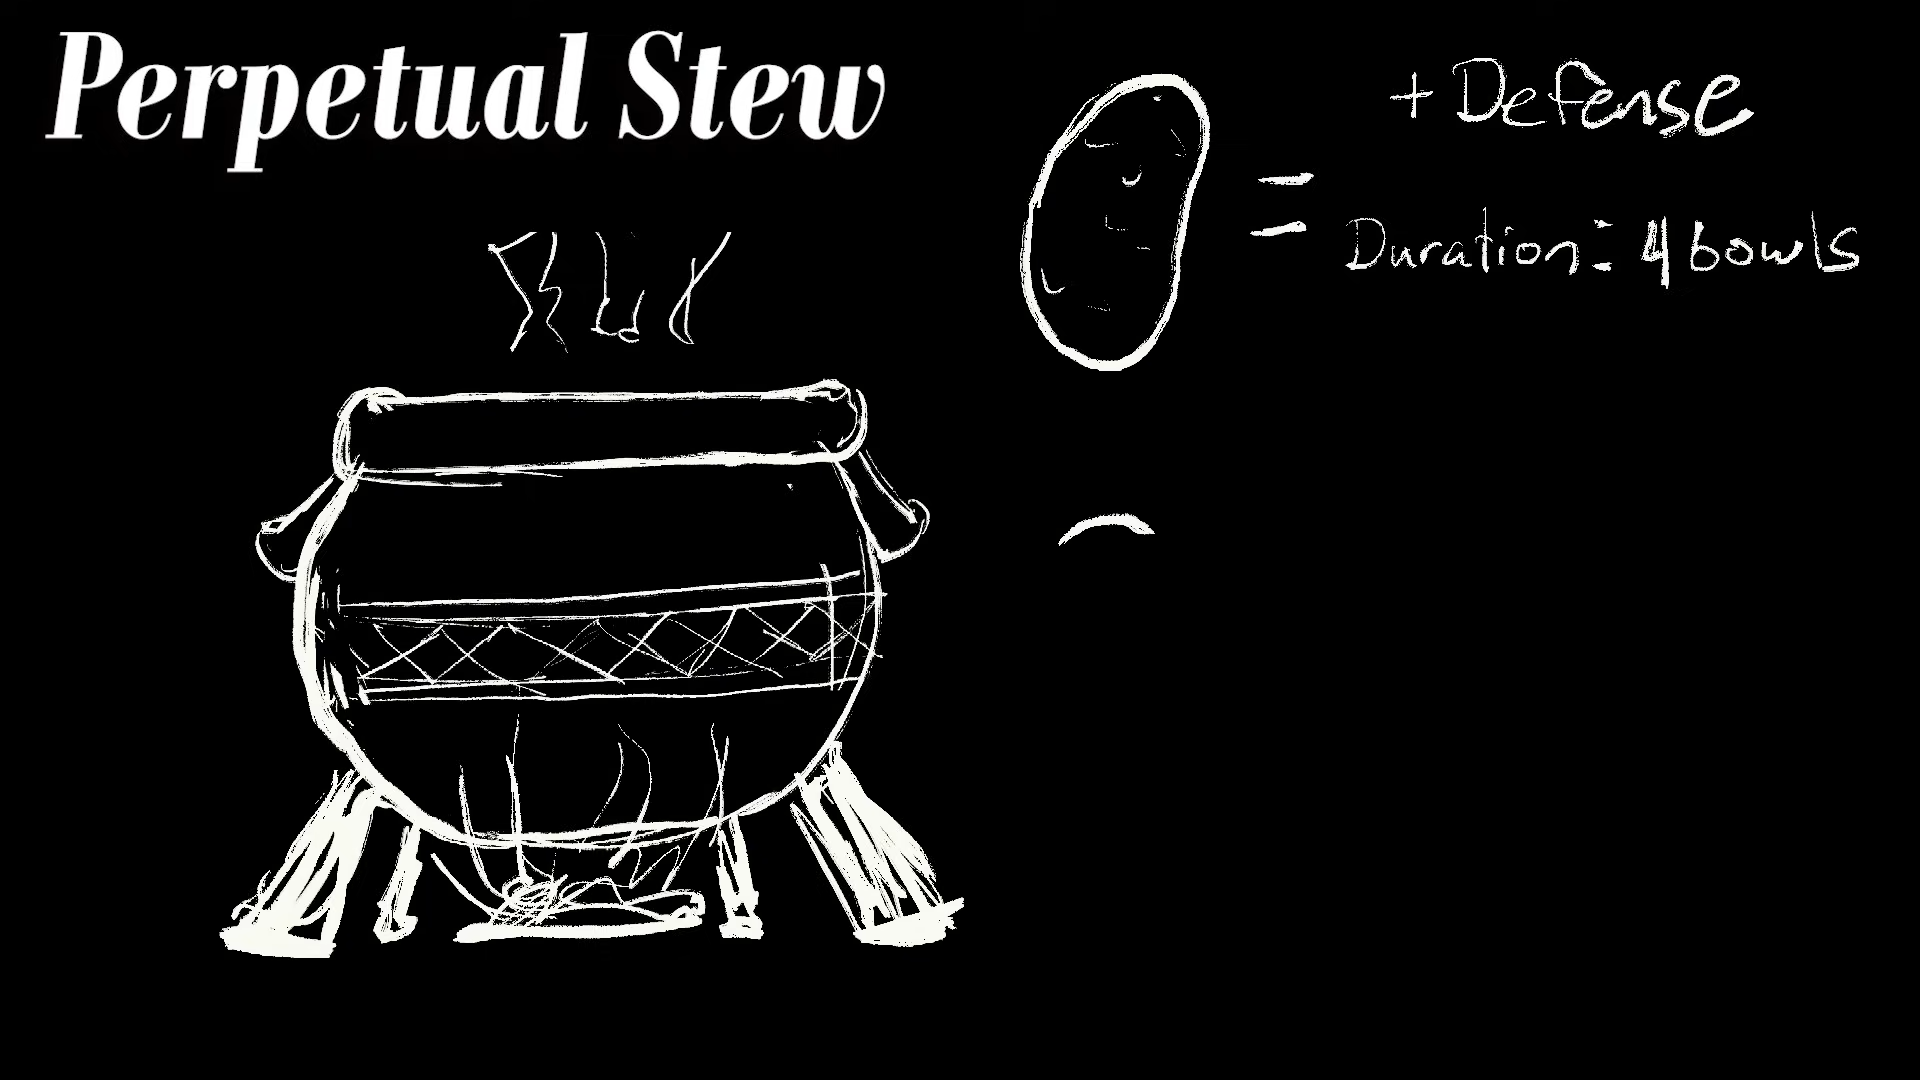 Perpetual Stew
+ Defense
=
Duration: 4 bowls